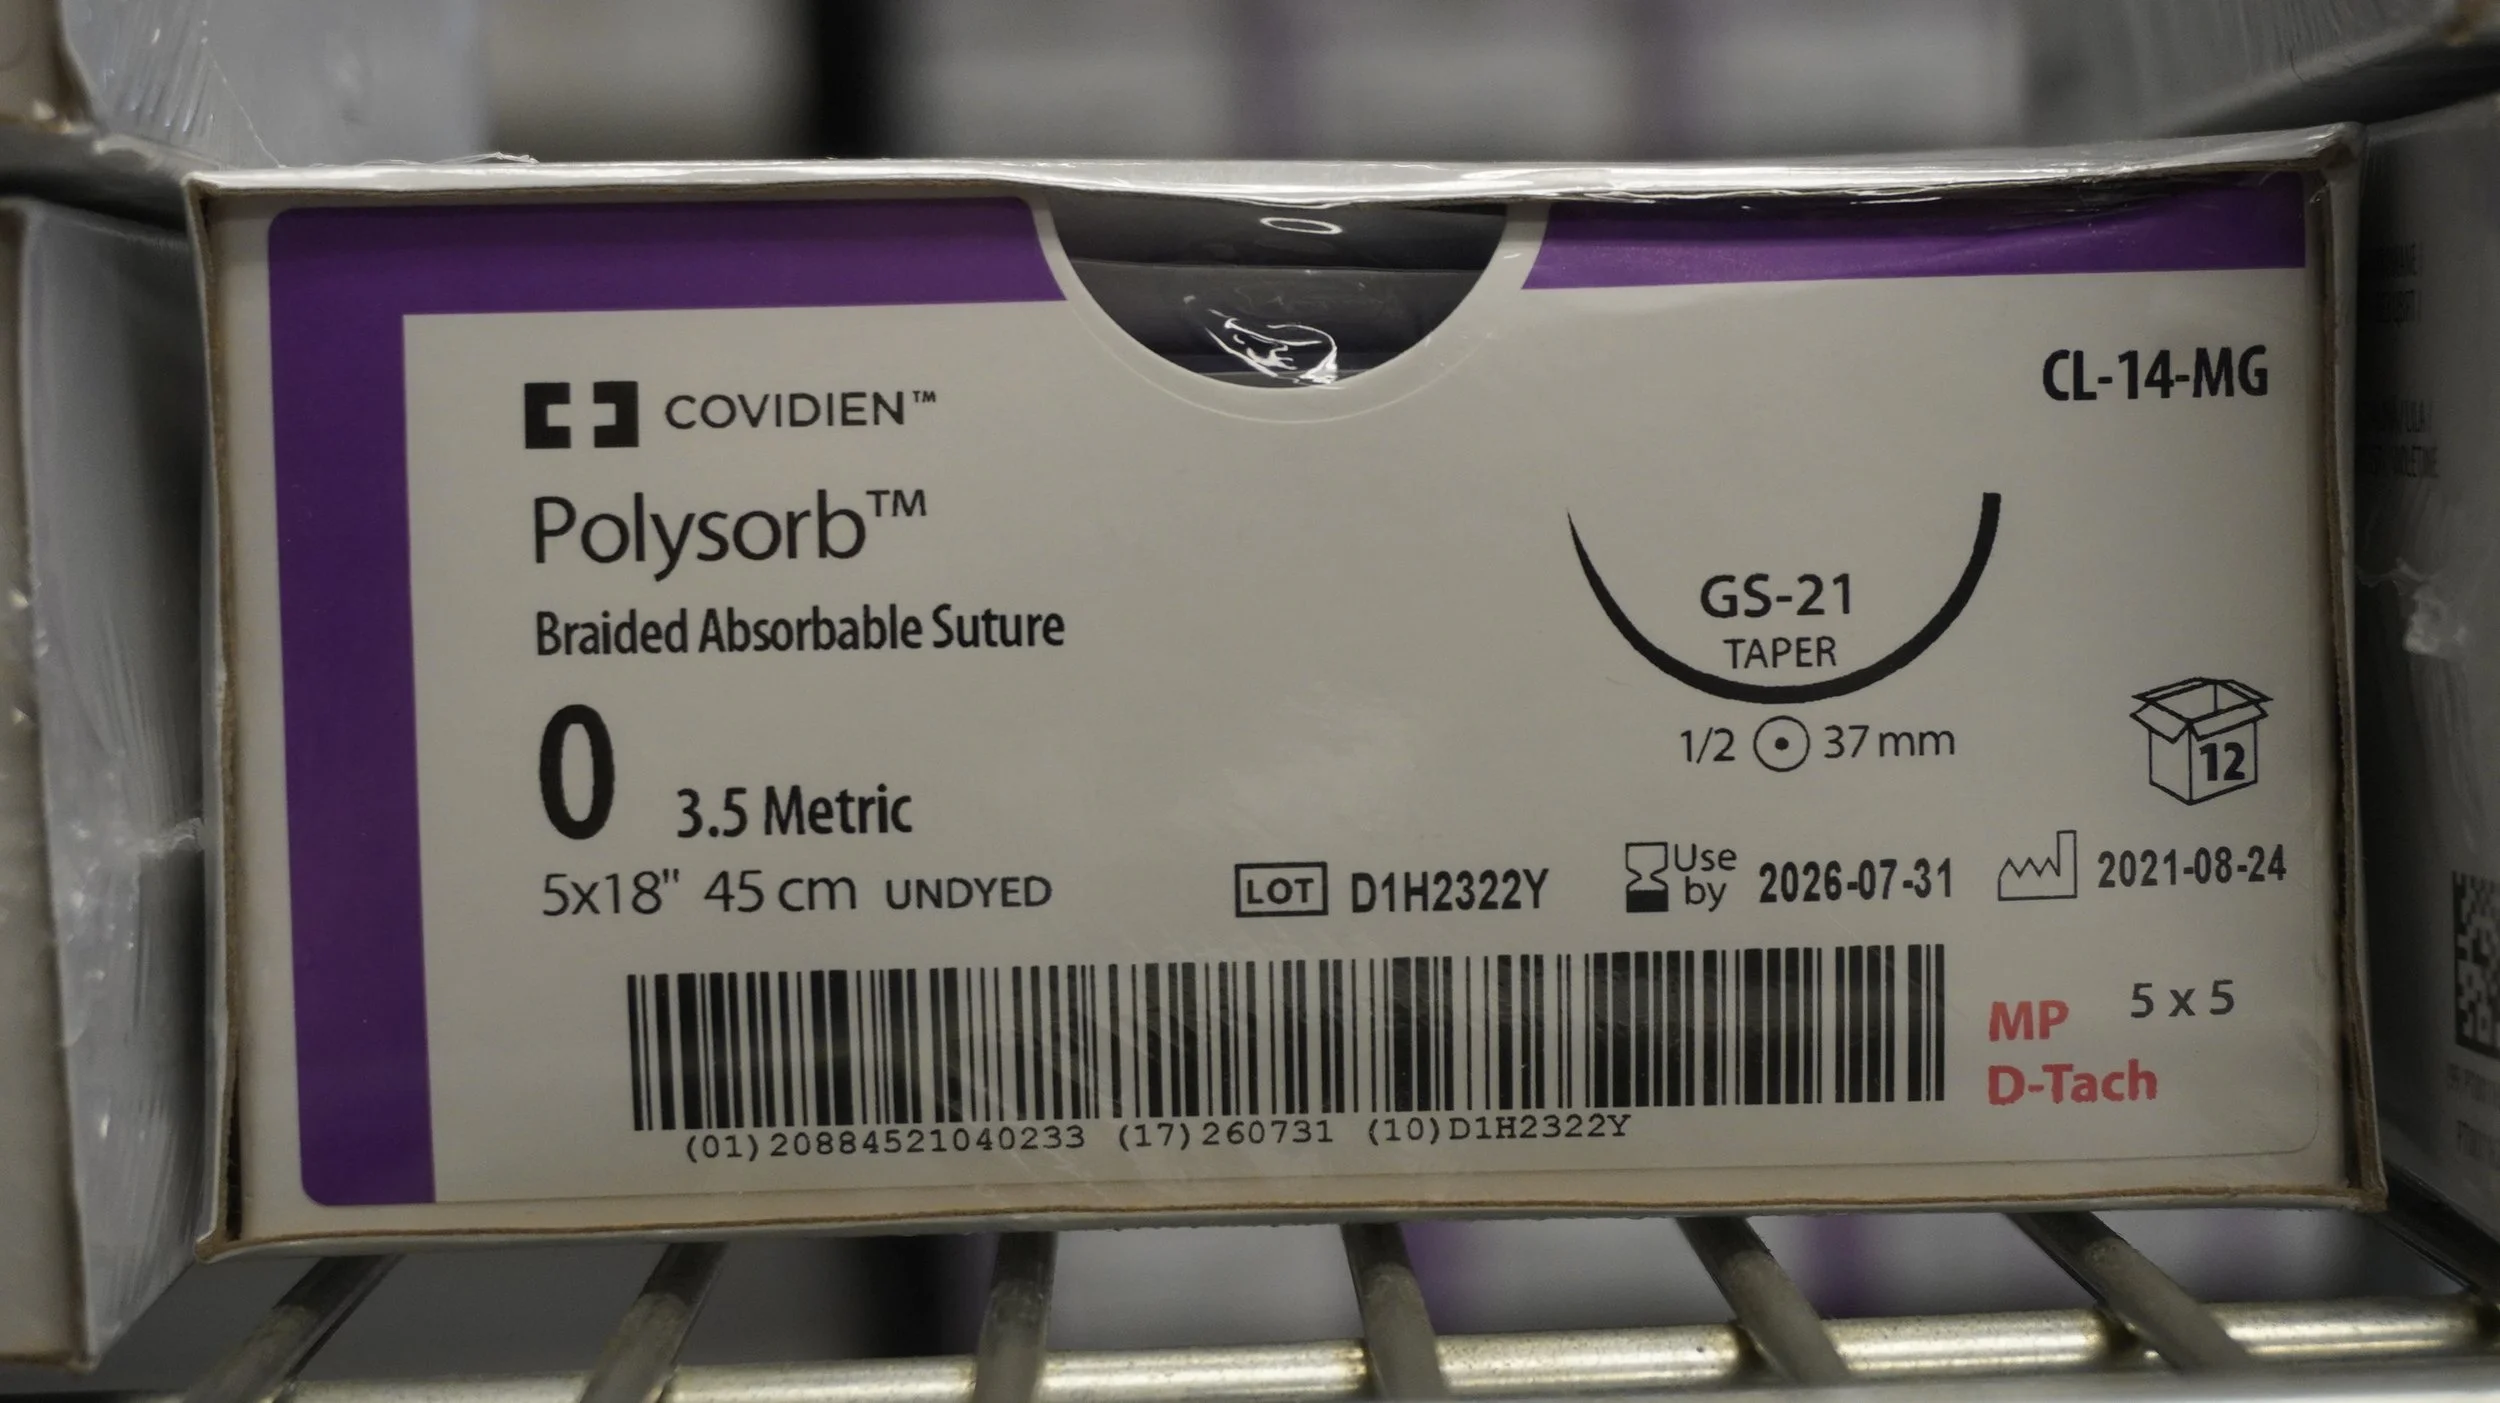 COVIDIEN™
CL-14-MG
Polysorb™
Braided Absorbable Suture
GS-21
TAPER
1/2 37 mm
0 3.5 Metric
12
5x18" 45 cm UNDYED
LOT D1H2322Y
Use by 2026-07-31
2021-08-24
MP 5 x 5
D-Tach
(01)20884521040233 (17)260731 (10)D1H2322Y